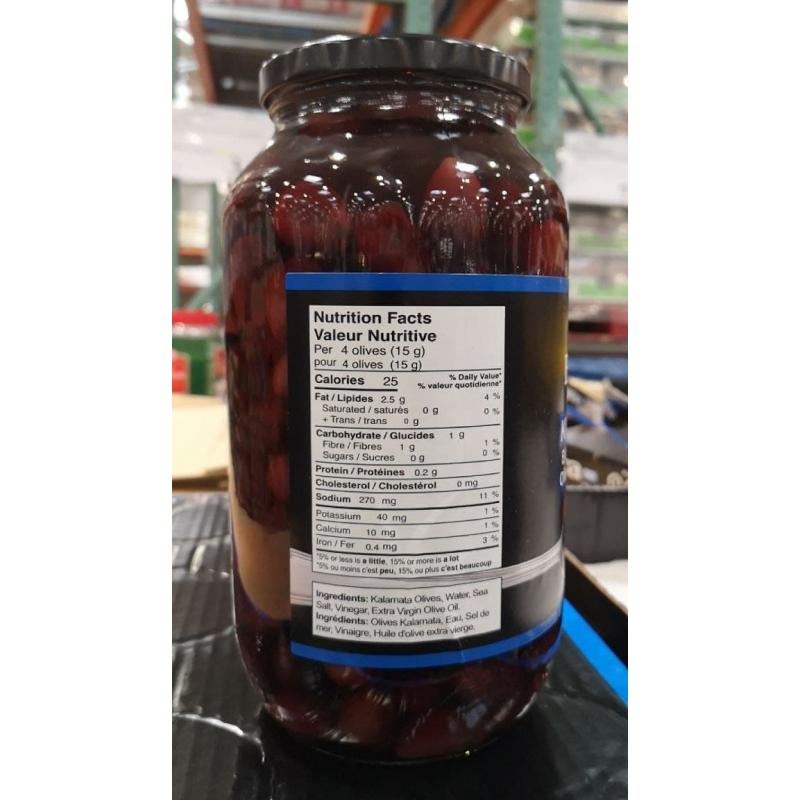 Nutrition Facts
Valeur Nutritive
Per 4 olives (15 g)
pour 4 olives (15 g)
Calories 25
% Daily Value*
% valeur quotidienne*
Fat / Lipides 2.5 g 4 %
Saturated / saturés 0 g 0 %
+ Trans / trans 0 g
Carbohydrate / Glucides 1 g
Fibre / Fibres 1 g 1 %
Sugars / Sucres 0 g 0 %
Protein / Protéines 0.2 g
Cholesterol / Cholestérol 0 mg
Sodium 270 mg 11 %
Potassium 40 mg 1 %
Calcium 10 mg 1 %
Iron / Fer 0.4 mg 3 %
*5% or less is a little, 15% or more is a lot
*5% ou moins c'est peu, 15% ou plus c'est beaucoup
Ingredients: Kalamata Olives, Water, Sea
Salt, Vinegar, Extra Virgin Olive Oil.
Ingrédients: Olives Kalamata, Eau, Sel de
mer, Vinaigre, Huile d'olive extra vierge.